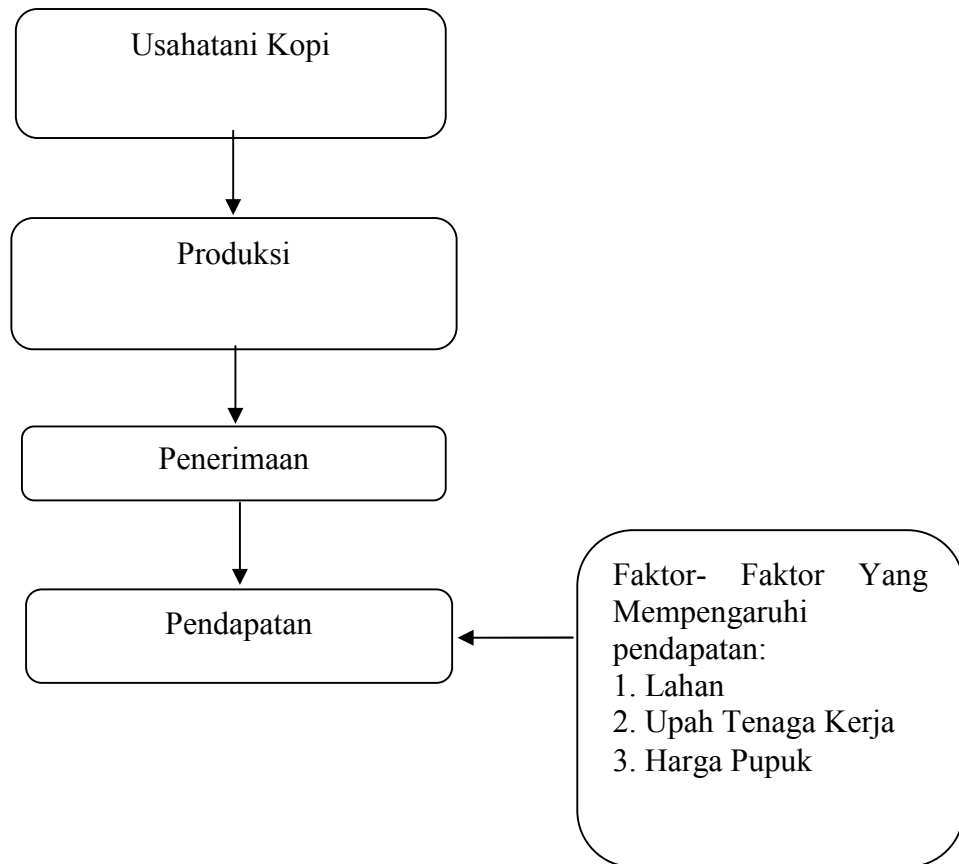 Usahatani Kopi
Produksi
Penerimaan
Pendapatan
Faktor- Faktor Yang
Mempengaruhi
pendapatan:
1. Lahan
2. Upah Tenaga Kerja
3. Harga Pupuk